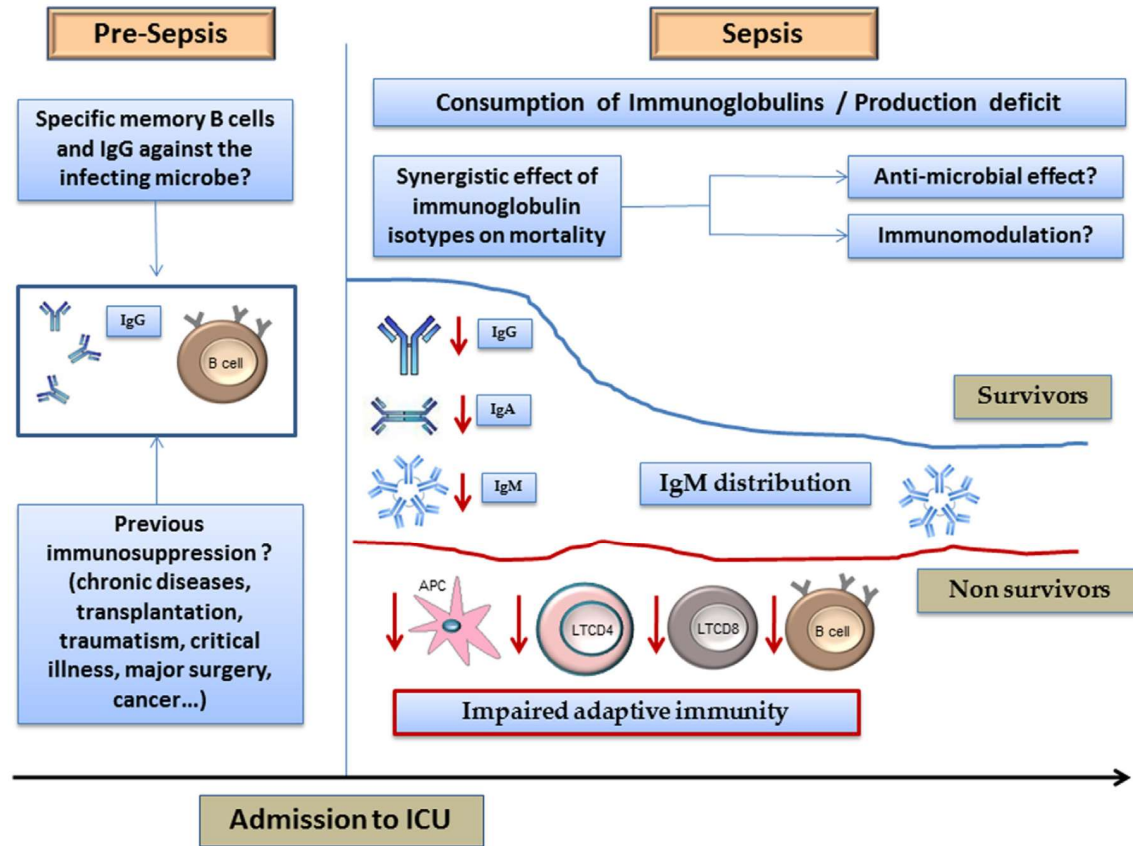 Pre-Sepsis
Sepsis
Specific memory B cells
and IgG against the
infecting microbe?
Consumption of Immunoglobulins / Production deficit
Synergistic effect of
immunoglobulin
isotypes on mortality
Anti-microbial effect?
Immunomodulation?
IgG
B cell
IgG
IgA
IgM
Survivors
IgM distribution
Previous
immunosuppression ?
(chronic diseases,
transplantation,
traumatism, critical
illness, major surgery,
cancer...)
APC
LTCD4
LTCD8
B cell
Non survivors
Impaired adaptive immunity
Admission to ICU